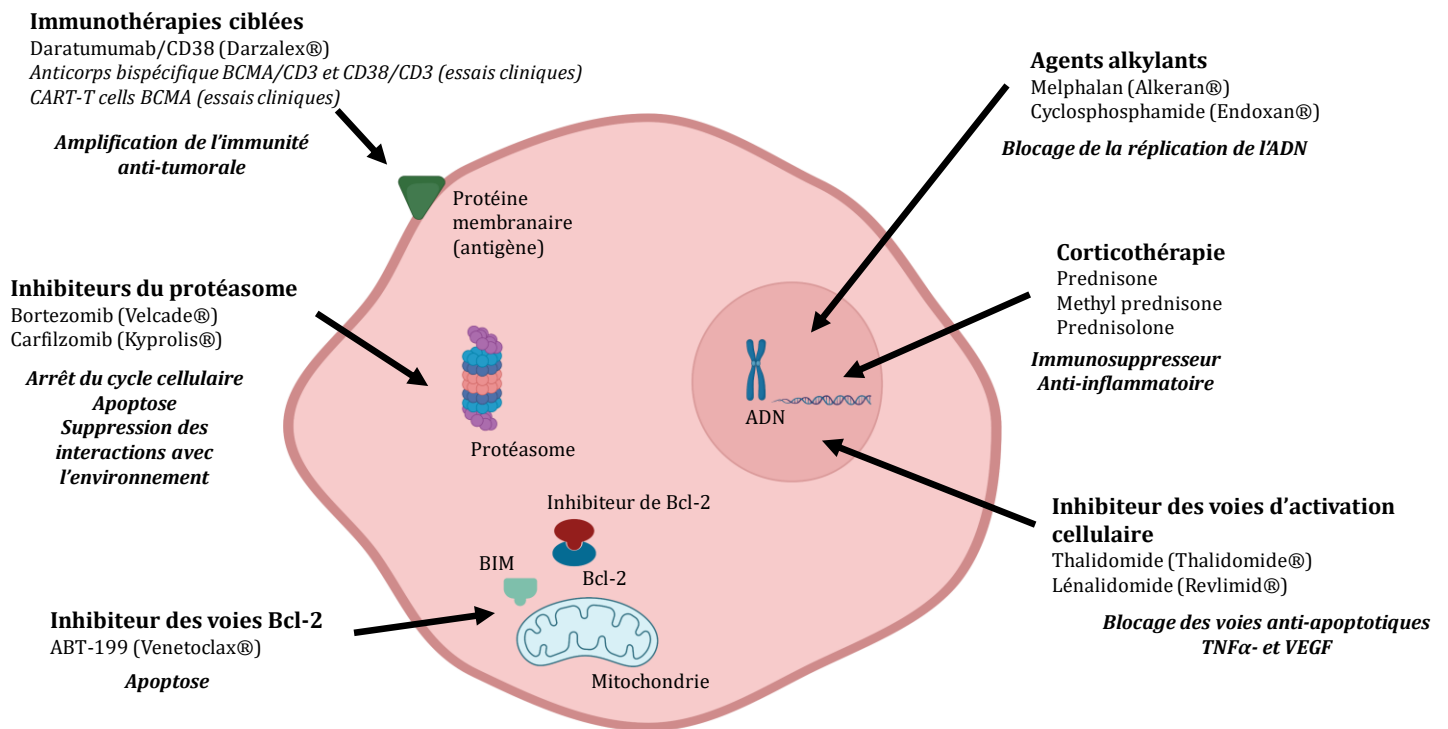 Immunothérapies ciblées
Daratumumab/CD38 (Darzalex®)
Anticorps bispécifique BCMA/CD3 et CD38/CD3 (essais cliniques)
CART-T cells BCMA (essais cliniques)
Amplification de l'immunité
anti-tumorale
Agents alkylants
Melphalan (Alkeran®)
Cyclosphosphamide (Endoxan®)
Blocage de la réplication de l'ADN
Protéine
membranaire
(antigène)
Inhibiteurs du protéasome
Bortezomib (Velcade®)
Carfilzomib (Kyprolis®)
Arrêt du cycle cellulaire
Apoptose
Suppression des
interactions avec
l'environnement
Protéasome
ADN
Corticothérapie
Prednisone
Methyl prednisone
Prednisolone
Immunosuppresseur
Anti-inflammatoire
Inhibiteur de Bcl-2
BIM
Bcl-2
Mitochondrie
Inhibiteur des voies Bcl-2
ABT-199 (Venetoclax®)
Apoptose
Inhibiteur des voies d'activation
cellulaire
Thalidomide (Thalidomide®)
Lénalidomide (Revlimid®)
Blocage des voies anti-apoptotiques
TNFα- et VEGF